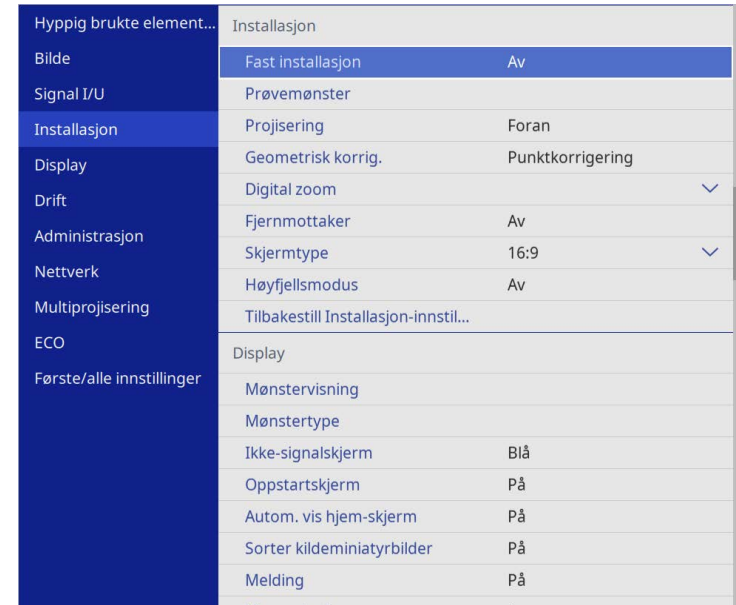 Hyppig brukte element...
Bilde
Signal I/U
Installasjon
Display
Drift
Administrasjon
Nettverk
Multiprojisering
ECO
Første/alle innstillinger
Installasjon
Fast installasjon Av
Prøvemønster
Projisering Foran
Geometrisk korrig. Punktkorrigering
Digital zoom
Fjernmottaker Av
Skjermtype 16:9
Høyfjellsmodus Av
Tilbakestill Installasjon-innstil...
Display
Mønstervisning
Mønstertype
Ikke-signalskjerm Blå
Oppstartskjerm På
Autom. vis hjem-skjerm På
Sorter kildeminiatyrbilder På
Melding På